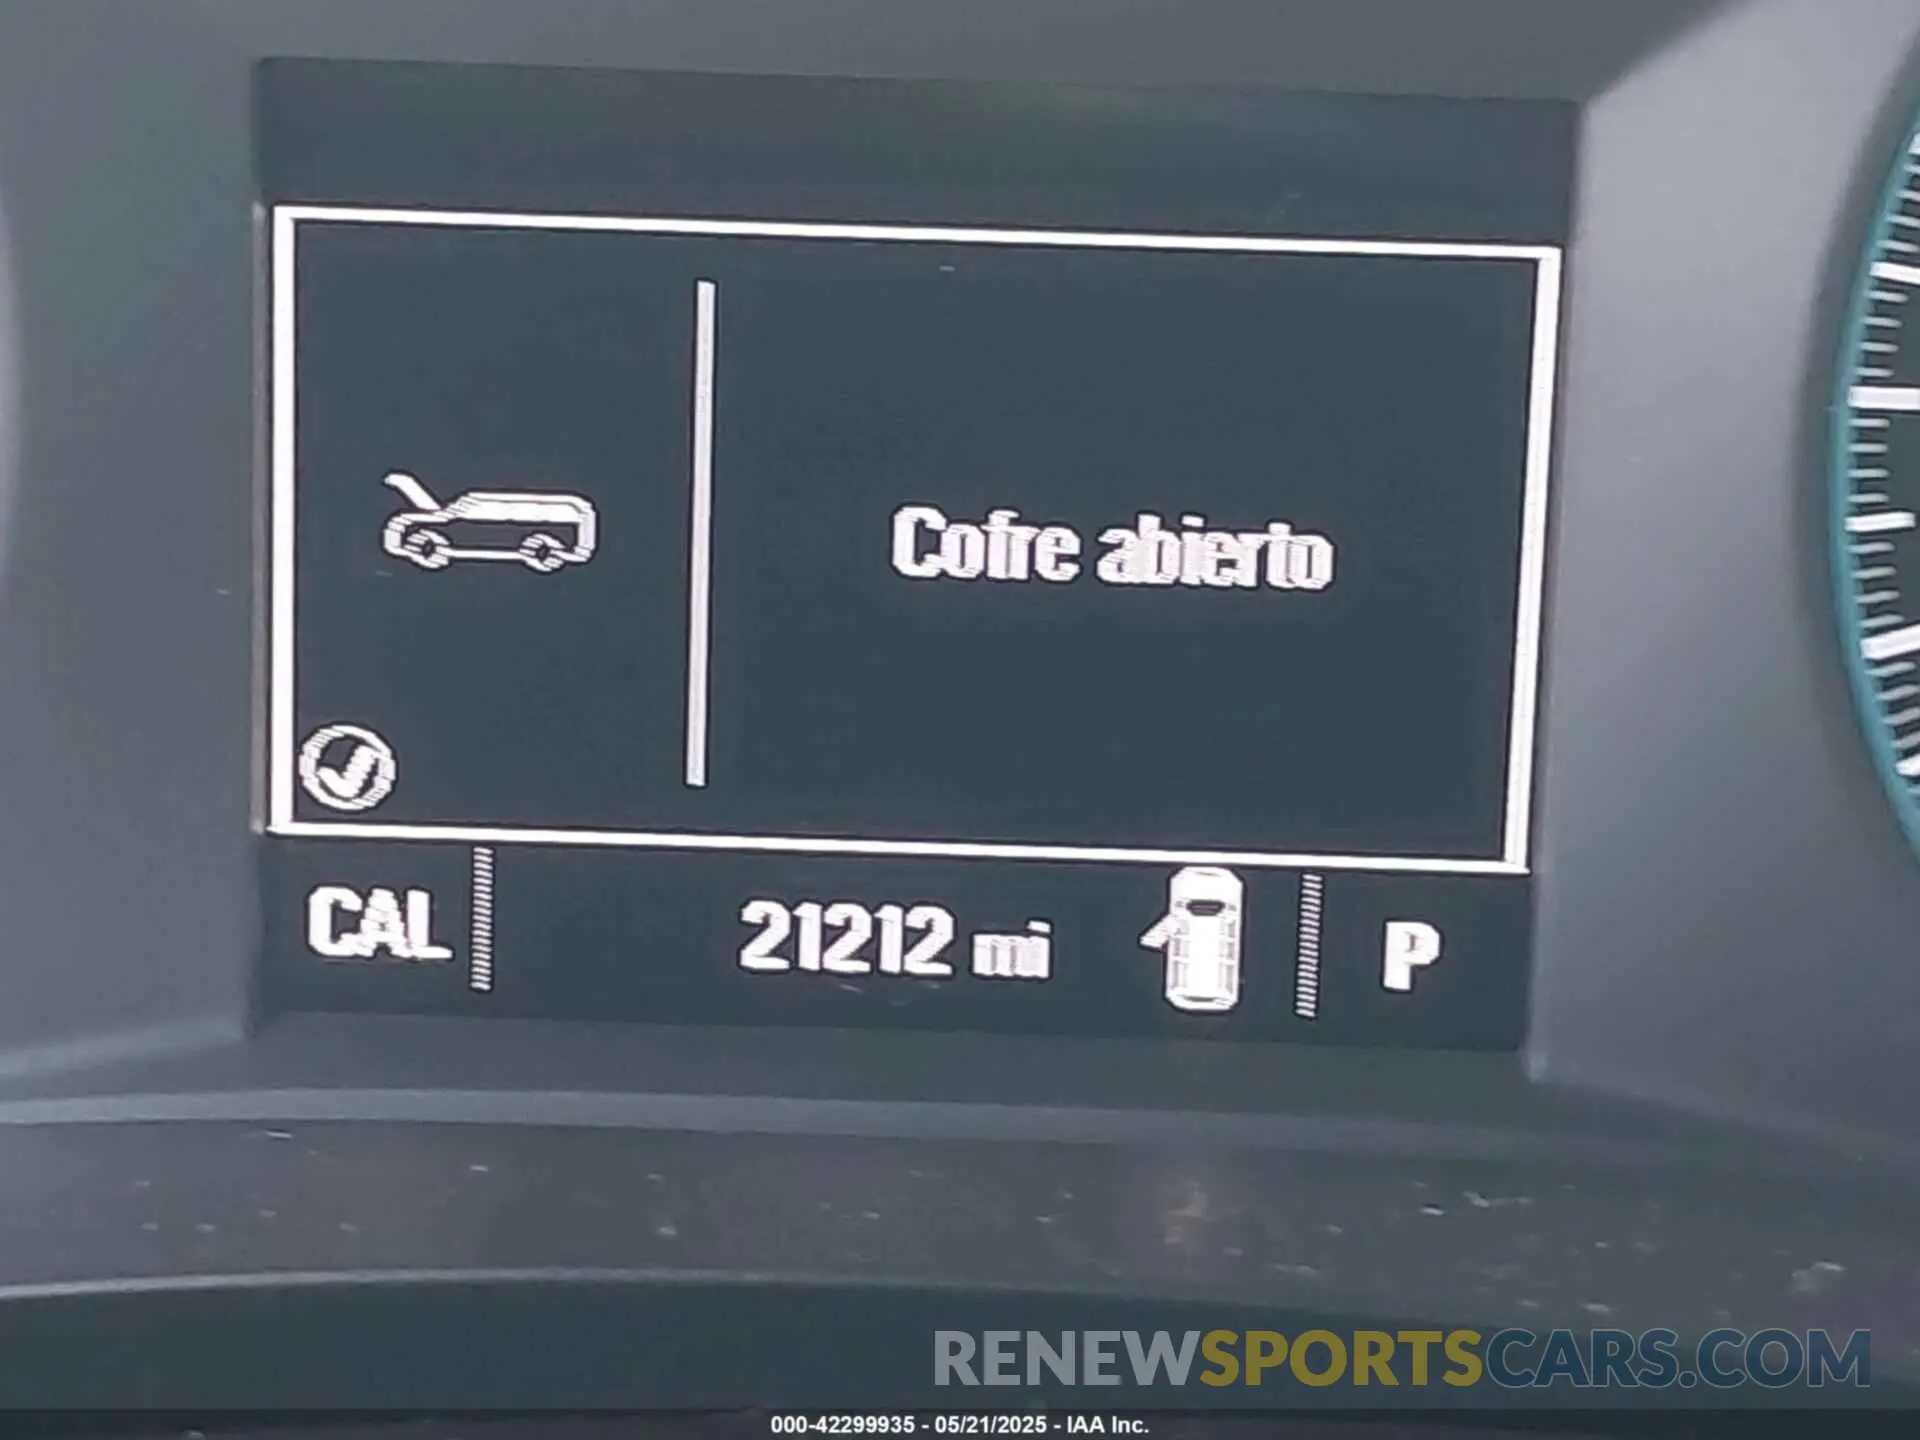 Cofre abierto
CAL 21212 mi P
RENEWSPORTSCARS.COM
000-42299935 - 05/21/2025 - IAA Inc.